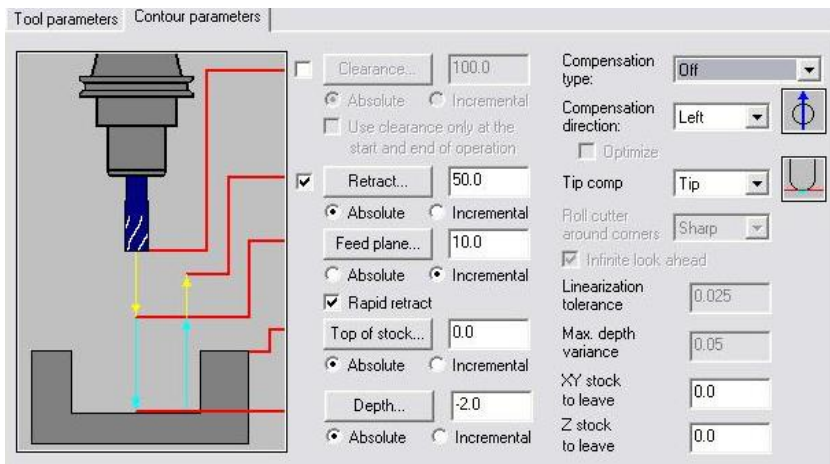 Tool parameters Contour parameters
Clearance... 100.0
Absolute Incremental
Use clearance only at the
start and end of operation
Retract... 50.0
Absolute Incremental
Feed plane... 10.0
Absolute Incremental
Rapid retract
Top of stock... 0.0
Absolute Incremental
Depth... -2.0
Absolute Incremental
Compensation
type: Off
Compensation
direction: Left
Optimize
Tip comp Tip
Roll cutter
around corners Sharp
Infinite look ahead
Linearization
tolerance 0.025
Max. depth
variance 0.05
XY stock
to leave 0.0
Z stock
to leave 0.0